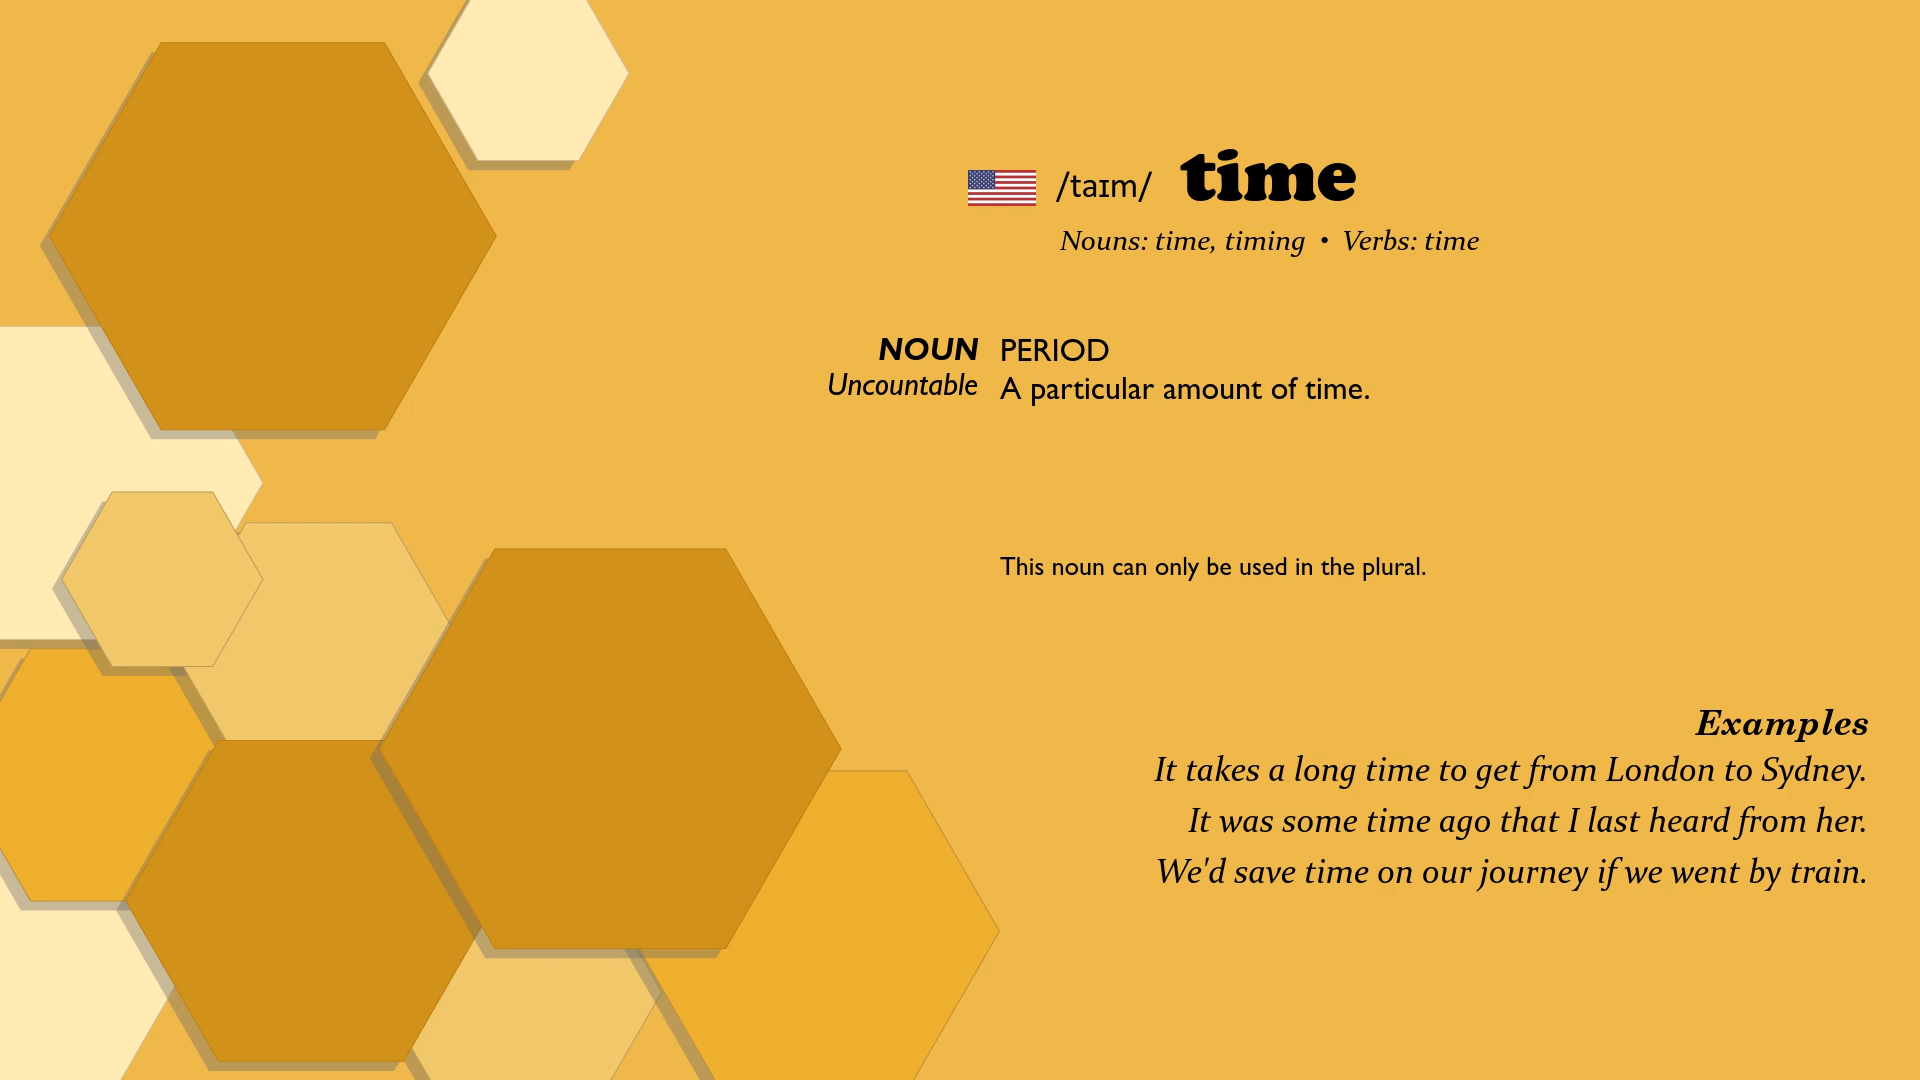 /taɪm/ time
Nouns: time, timing • Verbs: time
NOUN PERIOD
Uncountable A particular amount of time.
This noun can only be used in the plural.
Examples
It takes a long time to get from London to Sydney.
It was some time ago that I last heard from her.
We'd save time on our journey if we went by train.